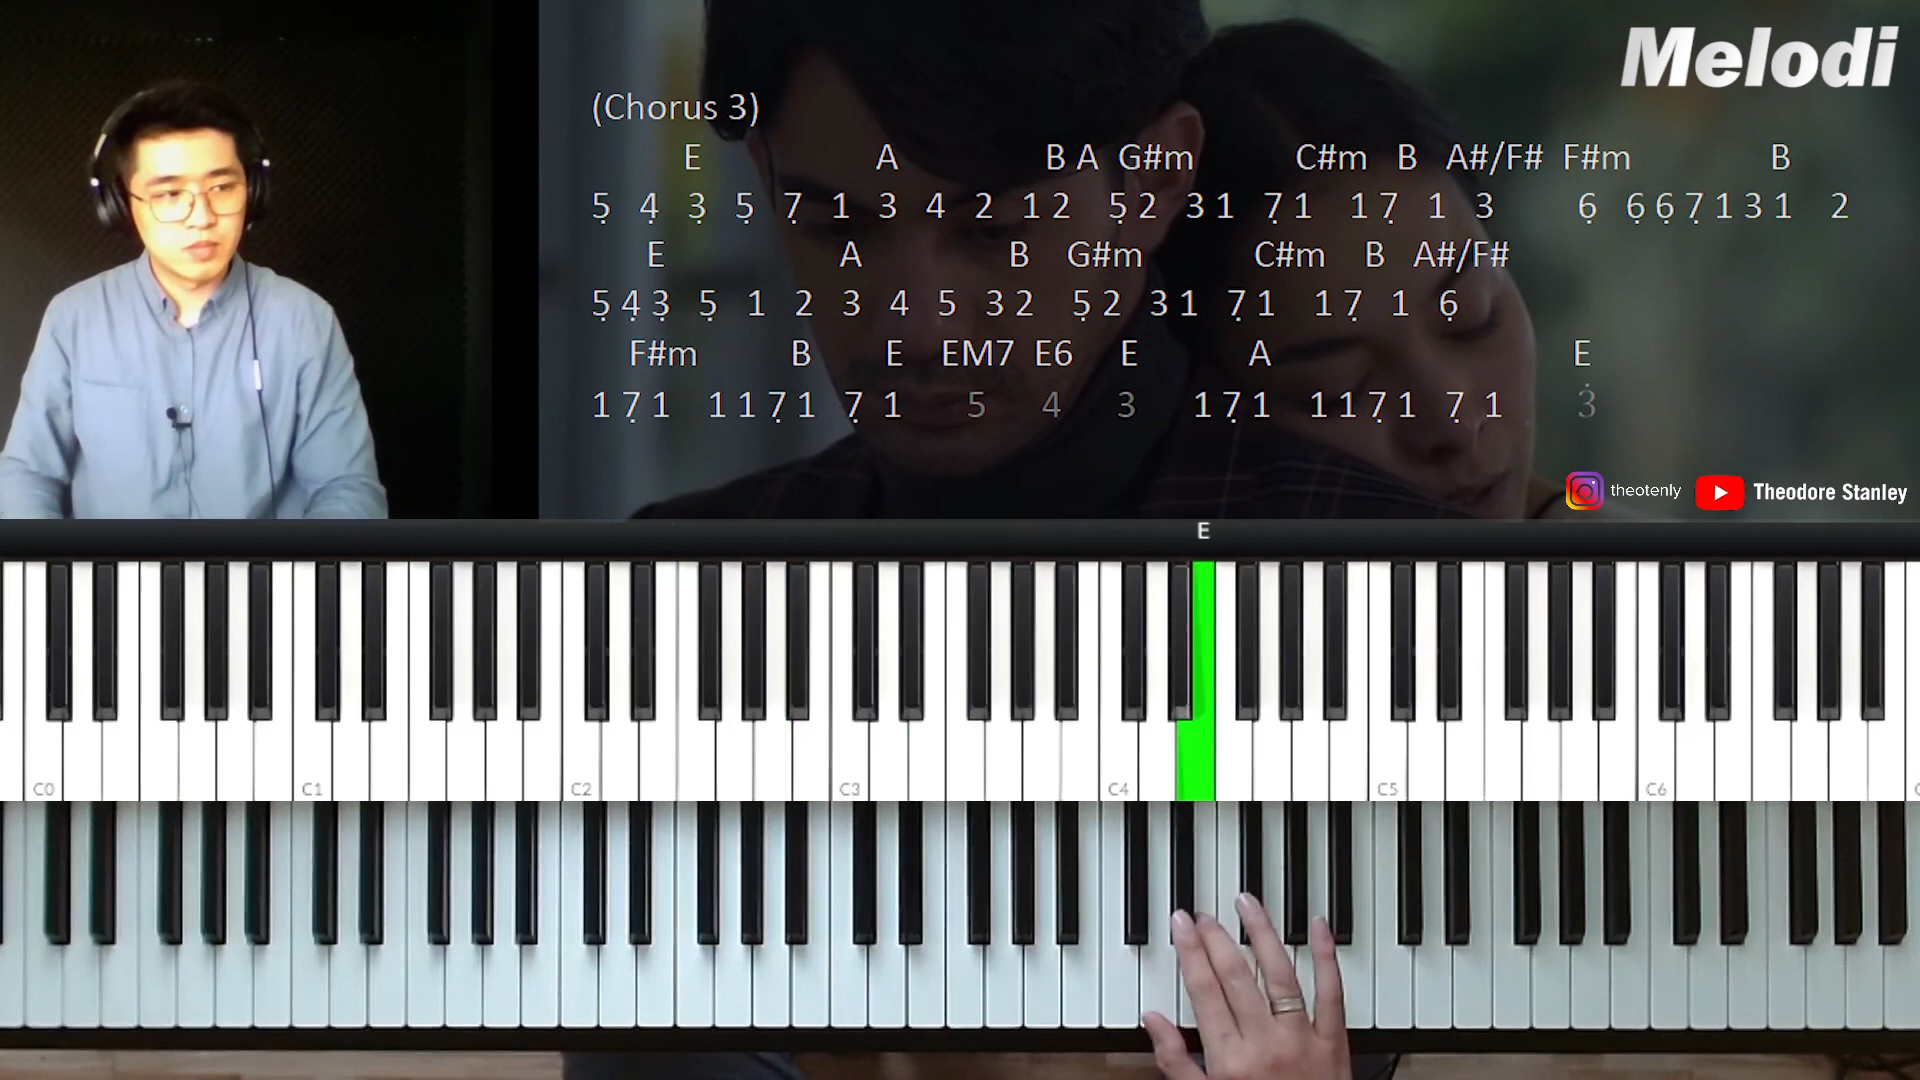 Melodi
(Chorus 3)
E A B A G#m C#m B A#/F# F#m B
5̣ 4̣ 3̣ 5̣ 7̣ 1 3 4 2 1 2 5̣ 2 3 1 7̣ 1 1 7̣ 1 3 6̣ 6̣ 6̣ 7̣ 1 3 1 2
E A B G#m C#m B A#/F#
5̣ 4̣ 3̣ 5̣ 1 2 3 4 5 3 2 5̣ 2 3 1 7̣ 1 1 7̣ 1 6̣
F#m B E EM7 E6 E A E
1 7̣ 1 1 1 7̣ 1 7̣ 1 5 4 3 1 7̣ 1 1 1 7̣ 1 7̣ 1 3̇
theotenly Theodore Stanley
E
C0 C1 C2 C3 C4 C5 C6